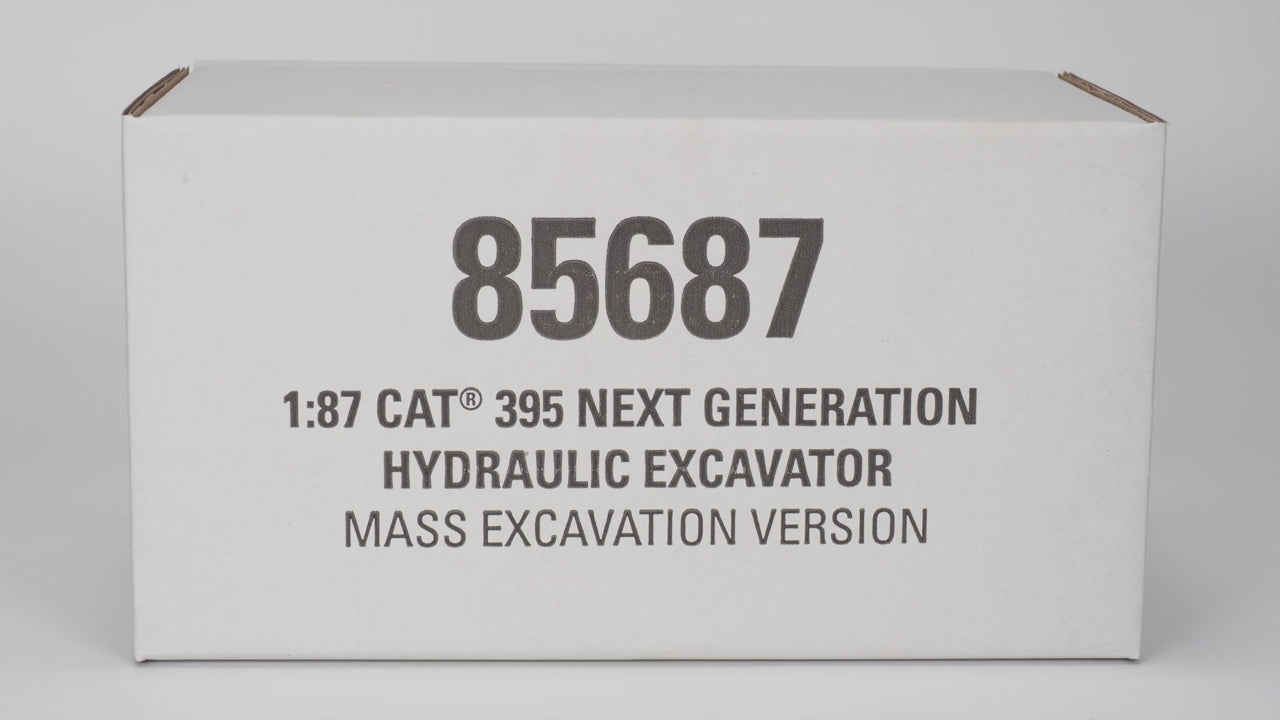 85687
1:87 CAT® 395 NEXT GENERATION
HYDRAULIC EXCAVATOR
MASS EXCAVATION VERSION